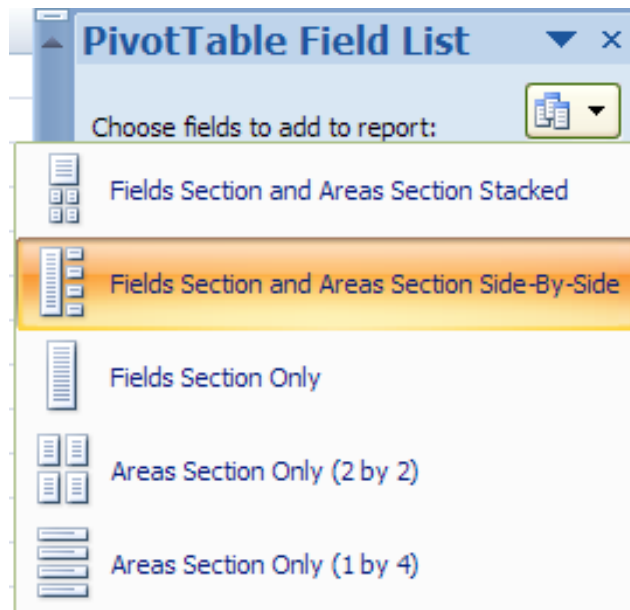 PivotTable Field List
Choose fields to add to report:
Fields Section and Areas Section Stacked
Fields Section and Areas Section Side-By-Side
Fields Section Only
Areas Section Only (2 by 2)
Areas Section Only (1 by 4)